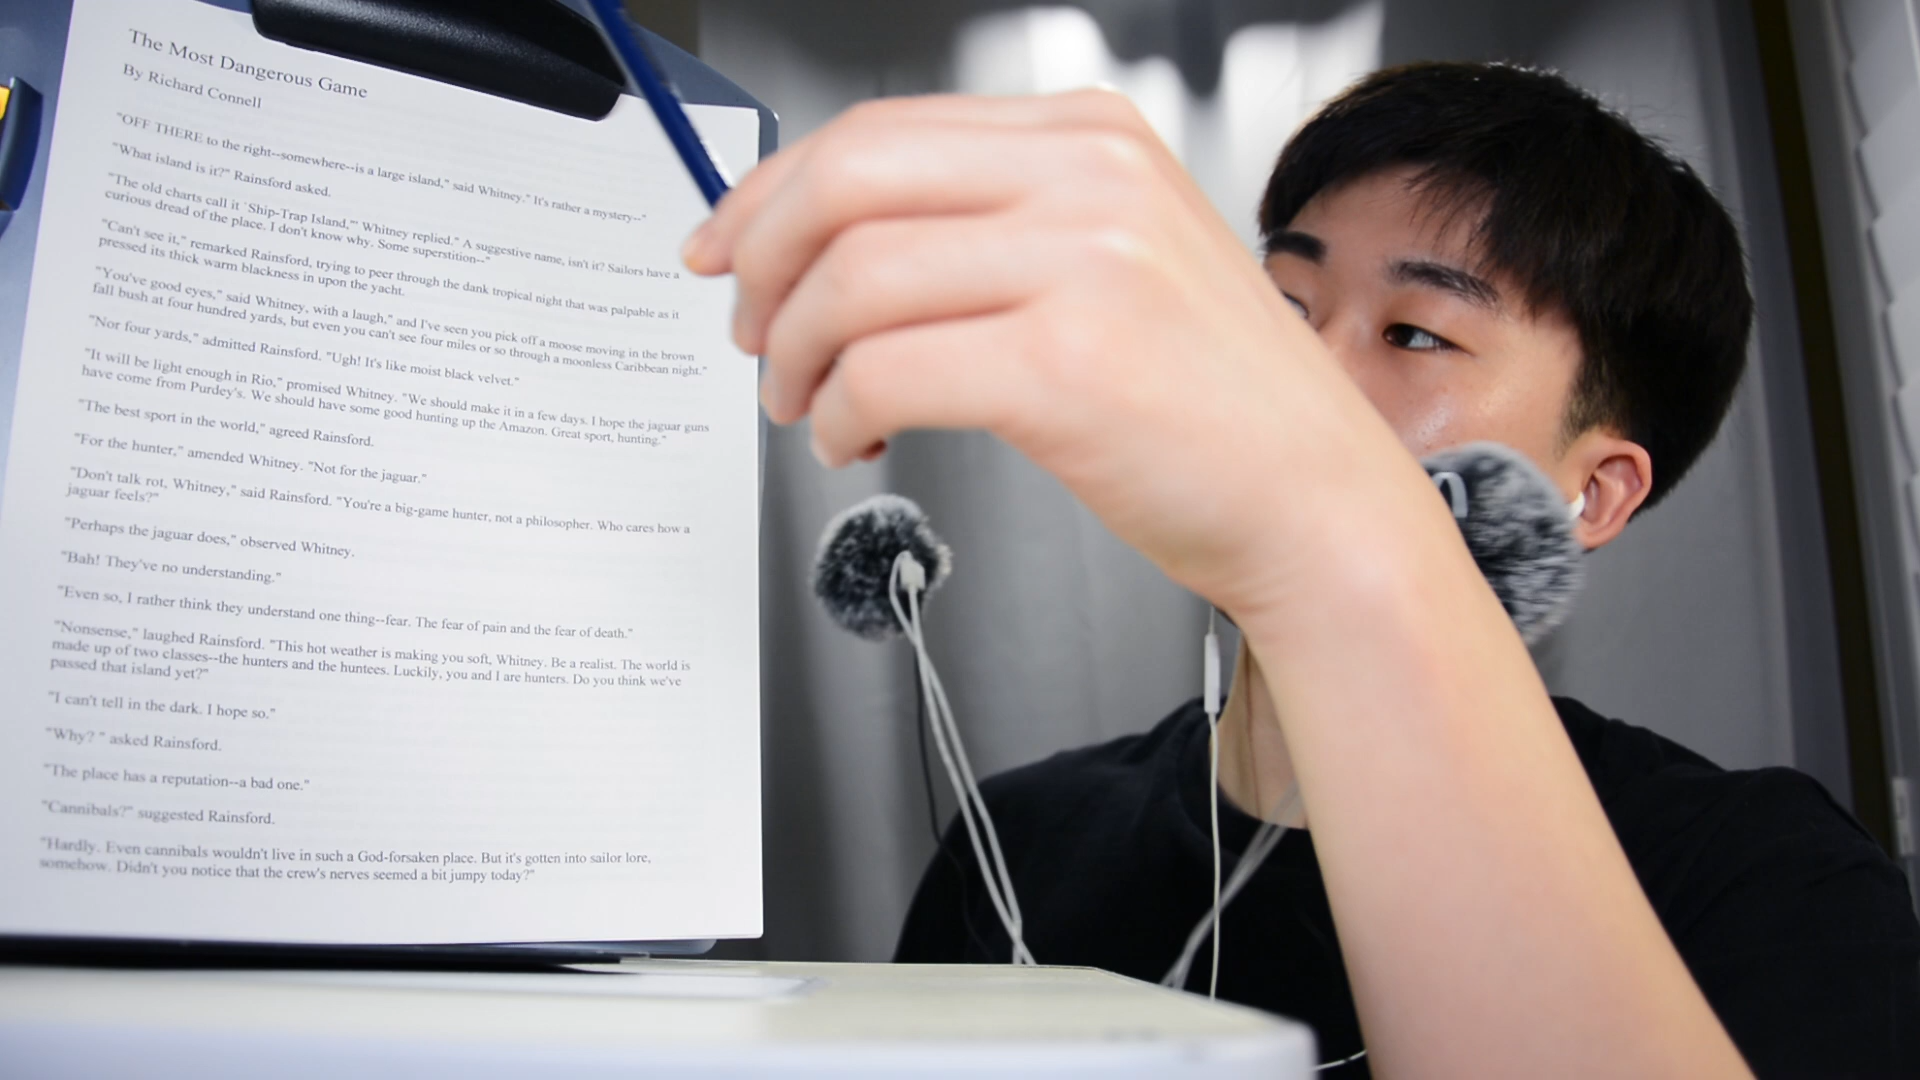 The Most Dangerous Game
By Richard Connell
"OFF THERE to the right--somewhere--is a large island," said Whitney." It's rather a mystery--"
"What island is it?" Rainsford asked.
"The old charts call it `Ship-Trap Island,"' Whitney replied." A suggestive name, isn't it? Sailors have a
curious dread of the place. I don't know why. Some superstition--"
"Can't see it," remarked Rainsford, trying to peer through the dank tropical night that was palpable as it
pressed its thick warm blackness in upon the yacht.
"You've good eyes," said Whitney, with a laugh," and I've seen you pick off a moose moving in the brown
fall bush at four hundred yards, but even you can't see four miles or so through a moonless Caribbean night."
"Nor four yards," admitted Rainsford. "Ugh! It's like moist black velvet."
"It will be light enough in Rio," promised Whitney. "We should make it in a few days. I hope the jaguar guns
have come from Purdey's. We should have some good hunting up the Amazon. Great sport, hunting."
"The best sport in the world," agreed Rainsford.
"For the hunter," amended Whitney. "Not for the jaguar."
"Don't talk rot, Whitney," said Rainsford. "You're a big-game hunter, not a philosopher. Who cares how a
jaguar feels?"
"Perhaps the jaguar does," observed Whitney.
"Bah! They've no understanding."
"Even so, I rather think they understand one thing--fear. The fear of pain and the fear of death."
"Nonsense," laughed Rainsford. "This hot weather is making you soft, Whitney. Be a realist. The world is
made up of two classes--the hunters and the huntees. Luckily, you and I are hunters. Do you think we've
passed that island yet?"
"I can't tell in the dark. I hope so."
"Why? " asked Rainsford.
"The place has a reputation--a bad one."
"Cannibals?" suggested Rainsford.
"Hardly. Even cannibals wouldn't live in such a God-forsaken place. But it's gotten into sailor lore,
somehow. Didn't you notice that the crew's nerves seemed a bit jumpy today?"